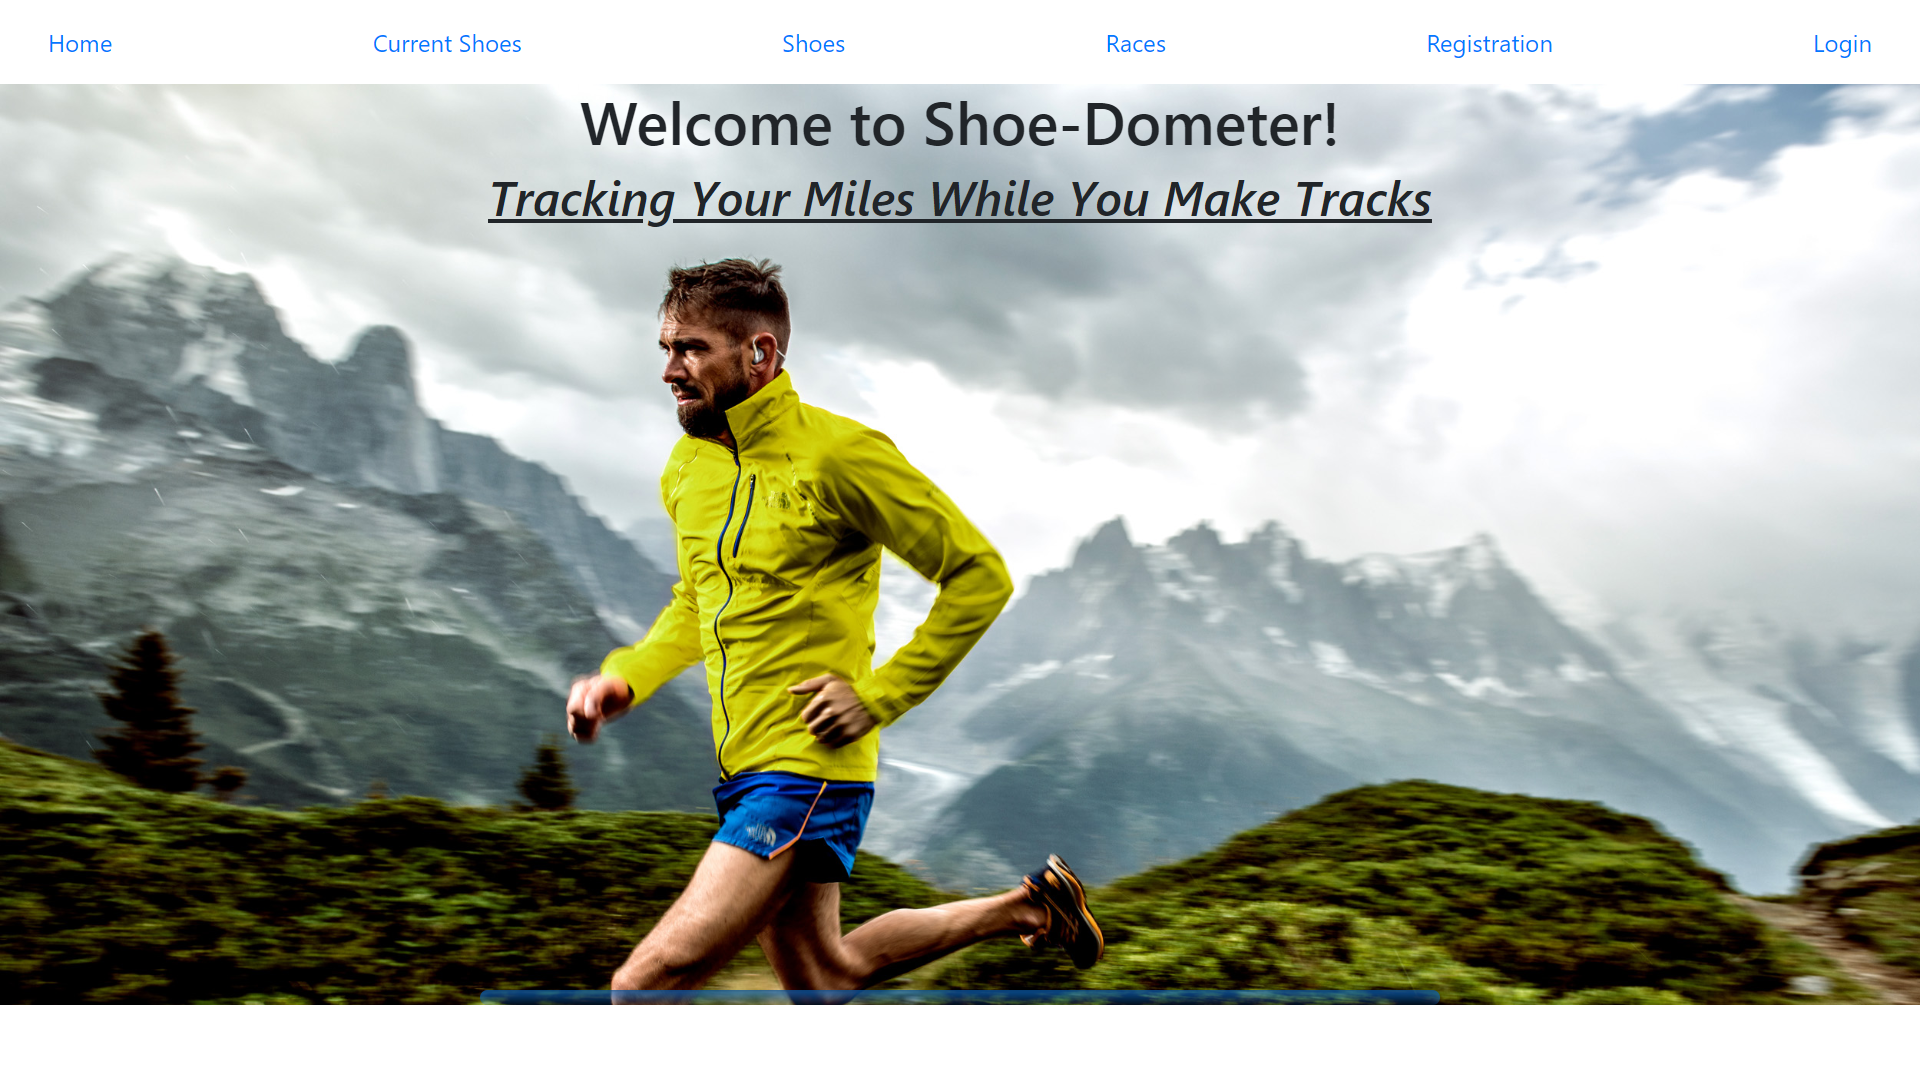 Home
Current Shoes
Shoes
Races
Registration
Login
Welcome to Shoe-Dometer!
Tracking Your Miles While You Make Tracks